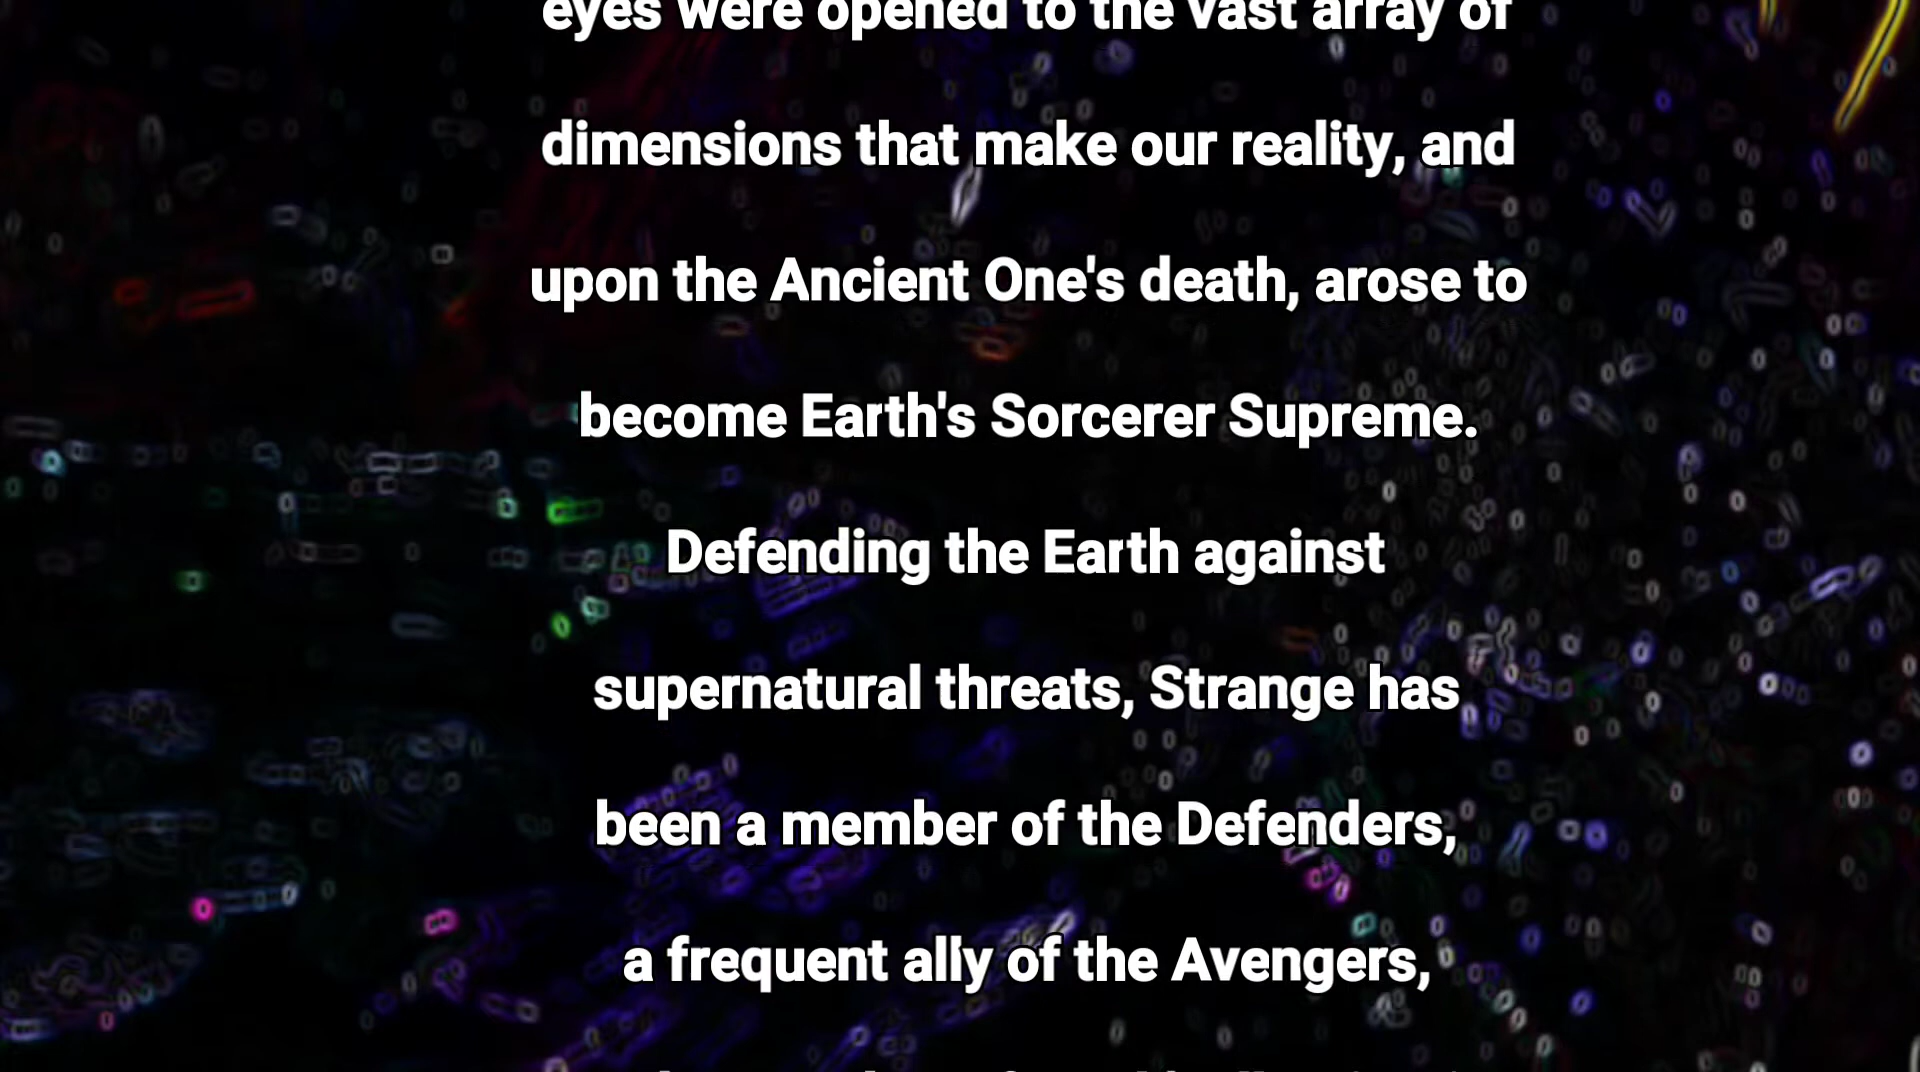 eyes were opened to the vast array of
dimensions that make our reality, and
upon the Ancient One's death, arose to
become Earth's Sorcerer Supreme.
Defending the Earth against
supernatural threats, Strange has
been a member of the Defenders,
a frequent ally of the Avengers,